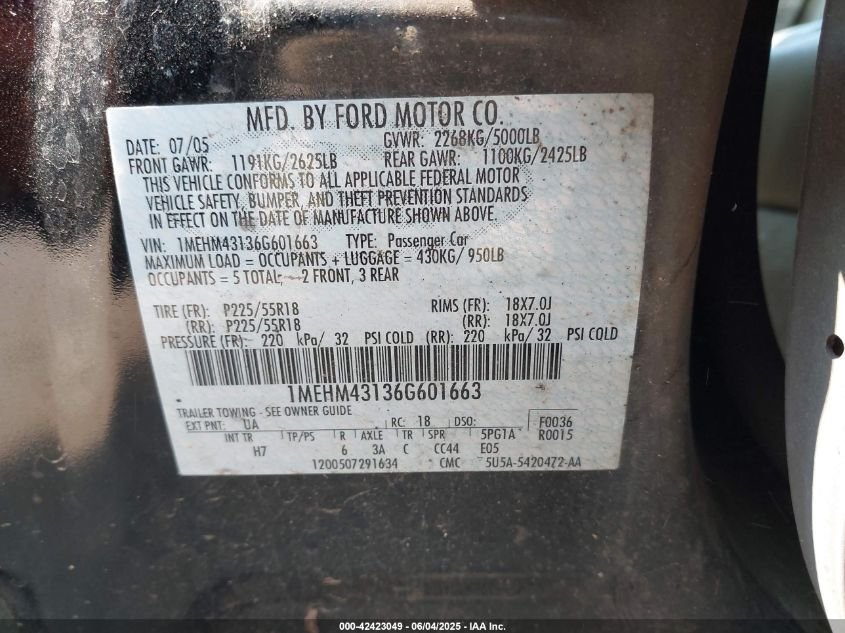 MFD. BY FORD MOTOR CO.
DATE: 07/05 GVWR: 2268KG/5000LB
FRONT GAWR: 1191KG/2625LB REAR GAWR: 1100KG/2425LB
THIS VEHICLE CONFORMS TO ALL APPLICABLE FEDERAL MOTOR
VEHICLE SAFETY, BUMPER, AND THEFT PREVENTION STANDARDS
IN EFFECT ON THE DATE OF MANUFACTURE SHOWN ABOVE.
VIN: 1MEHM43136G601663 TYPE: Passenger Car
MAXIMUM LOAD = OCCUPANTS + LUGGAGE = 430KG/ 950LB
OCCUPANTS = 5 TOTAL, 2 FRONT, 3 REAR
TIRE (FR): P225/55R18 RIMS (FR): 18X7.0J
(RR): P225/55R18 (RR): 18X7.0J
PRESSURE (FR): 220 kPa/ 32 PSI COLD (RR): 220 kPa/ 32 PSI COLD
1MEHM43136G601663
TRAILER TOWING - SEE OWNER GUIDE
EXT PNT: UA RC: 18 DSO: F0036
INT TR TP/PS R AXLE TR SPR 5PG1A R0015
H7 6 3A C CC44 E05
1200507291634 CMC 5U5A-5420472-AA
000-42423049 - 06/04/2025 - IAA Inc.